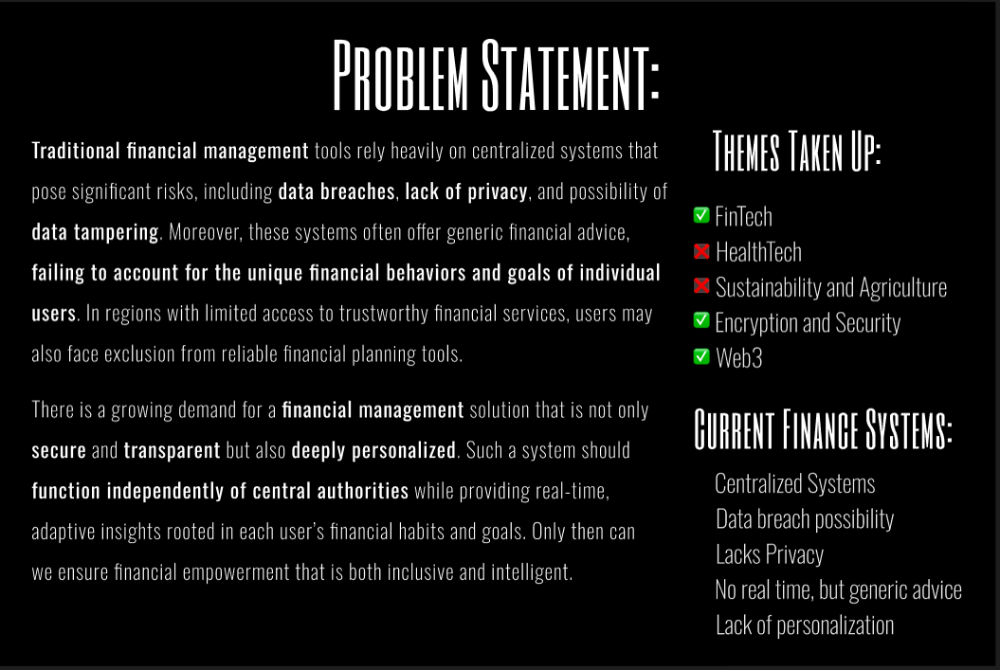 Problem Statement:
Traditional financial management tools rely heavily on centralized systems that
pose significant risks, including data breaches, lack of privacy, and possibility of
data tampering. Moreover, these systems often offer generic financial advice,
failing to account for the unique financial behaviors and goals of individual
users. In regions with limited access to trustworthy financial services, users may
also face exclusion from reliable financial planning tools.
There is a growing demand for a financial management solution that is not only
secure and transparent but also deeply personalized. Such a system should
function independently of central authorities while providing real-time,
adaptive insights rooted in each user’s financial habits and goals. Only then can
we ensure financial empowerment that is both inclusive and intelligent.
Themes Taken Up:
✅ FinTech
❌ HealthTech
❌ Sustainability and Agriculture
✅ Encryption and Security
✅ Web3
Current Finance Systems:
Centralized Systems
Data breach possibility
Lacks Privacy
No real time, but generic advice
Lack of personalization